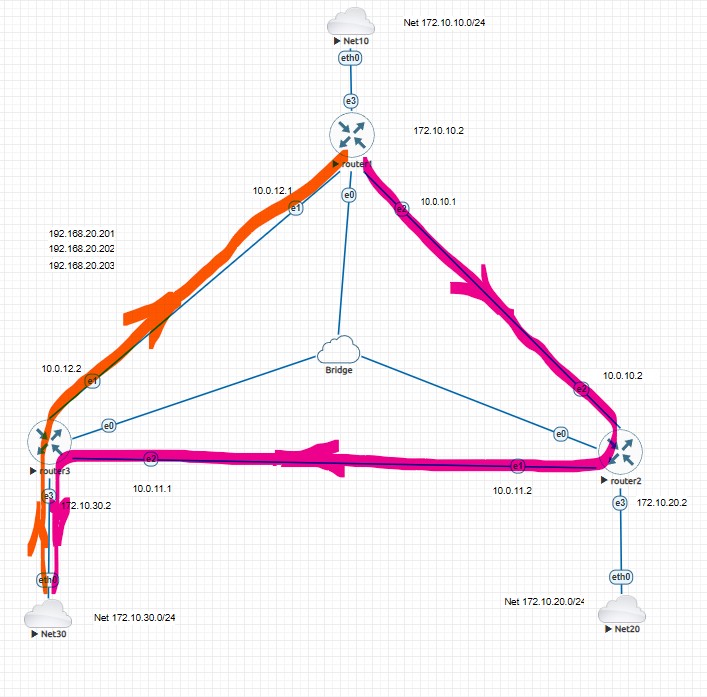 Net 172.10.10.0/24
Net10
eth0
e3
172.10.10.2
router1
10.0.12.1
e1
e0
e2
10.0.10.1
192.168.20.201
192.168.20.202
192.168.20.203
Bridge
10.0.12.2
e1
10.0.10.2
e2
e0
e0
router3
e2
e1
router2
10.0.11.1
10.0.11.2
e3
172.10.30.2
e3
172.10.20.2
eth0
eth0
Net 172.10.20.0/24
Net30
Net 172.10.30.0/24
Net20